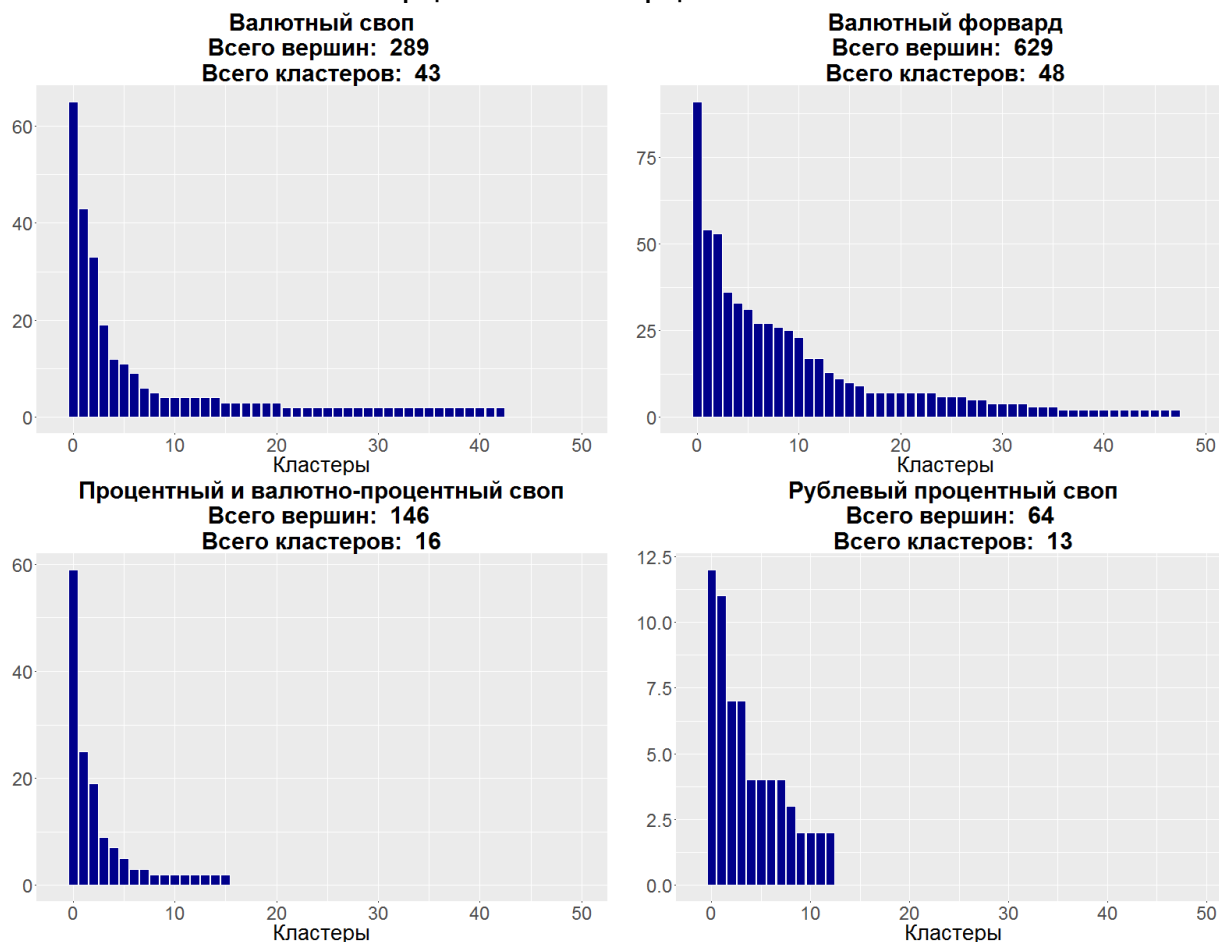 Валютный своп
Всего вершин: 289
Всего кластеров: 43
60
40
20
0
0 10 20 30 40 50
Кластеры
Валютный форвард
Всего вершин: 629
Всего кластеров: 48
75
50
25
0
0 10 20 30 40 50
Кластеры
Процентный и валютно-процентный своп
Всего вершин: 146
Всего кластеров: 16
60
40
20
0
0 10 20 30 40 50
Кластеры
Рублевый процентный своп
Всего вершин: 64
Всего кластеров: 13
12.5
10.0
7.5
5.0
2.5
0.0
0 10 20 30 40 50
Кластеры